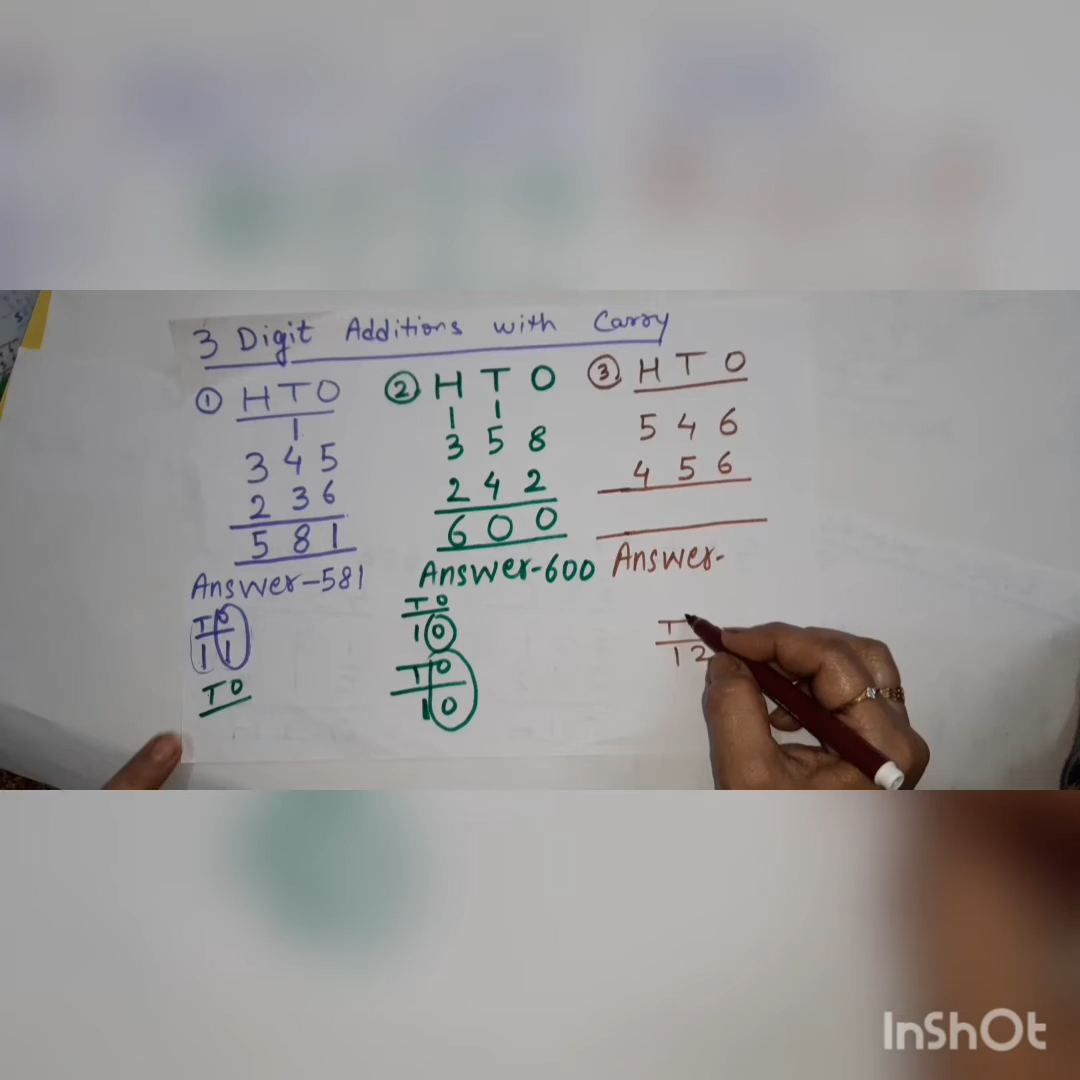 3 Digit Additions with Carry
① H T O
1
3 4 5
2 3 6
5 8 1
Answer-581
T O
1 1
T O
② H T O
1 1
3 5 8
2 4 2
6 0 0
Answer-600
T O
1 0
T O
1 0
③ H T O
5 4 6
4 5 6
Answer-
T
1 2
InShOt